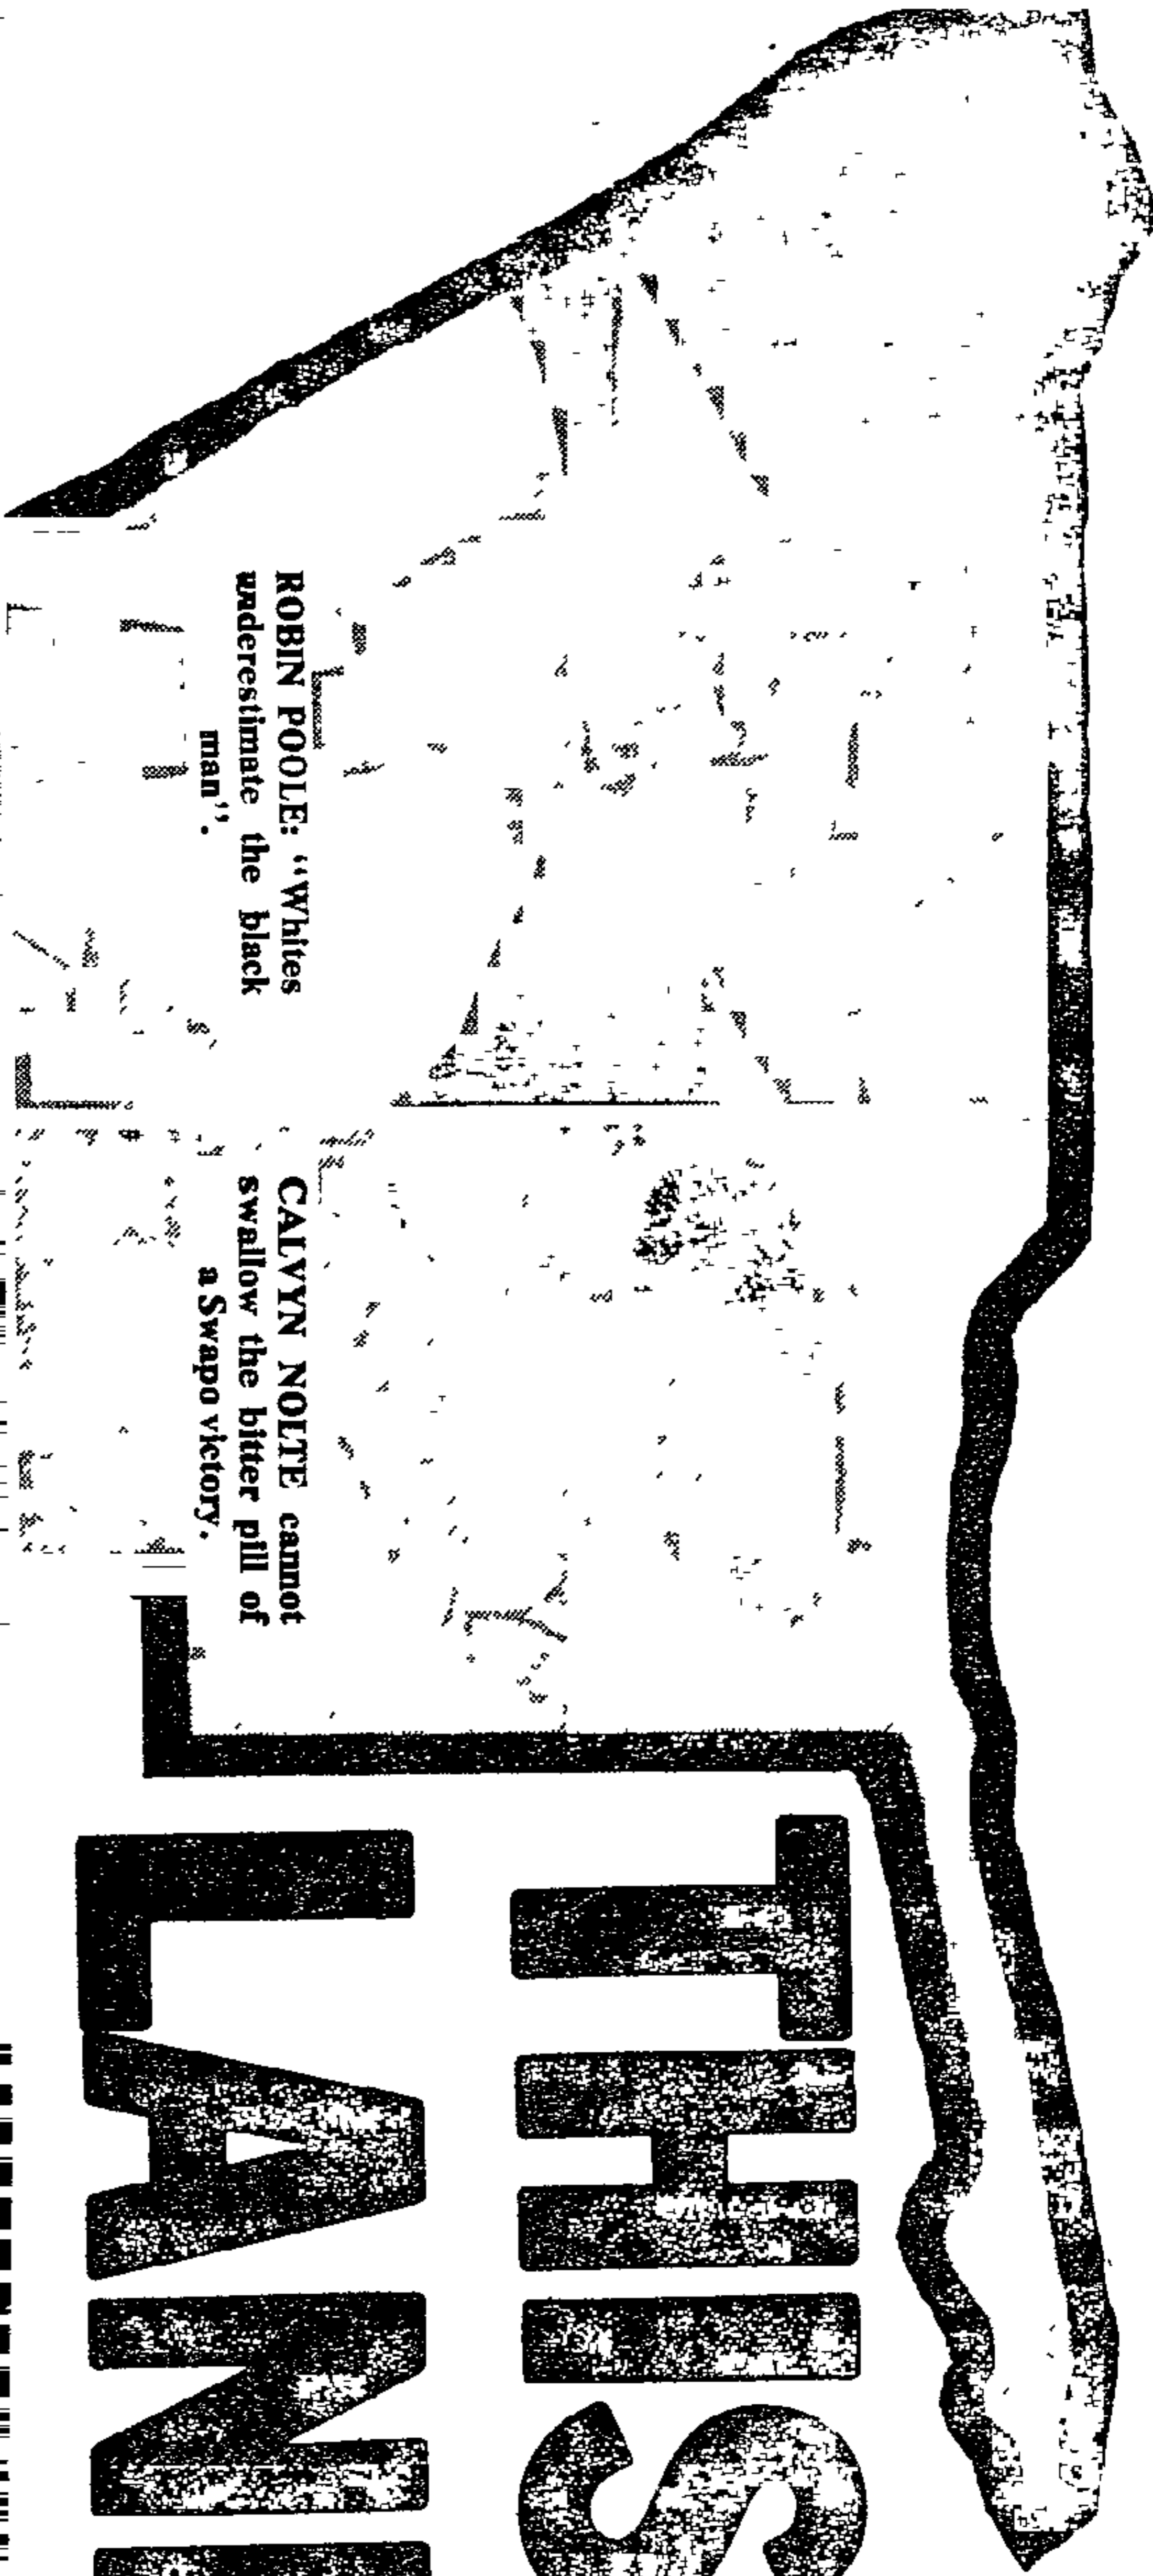 THIS
LAN
ROBIN POOLE: "Whites
underestimate the black
man".
CALVYN NOLTE cannot
swallow the bitter pill of
a Swapo victory.